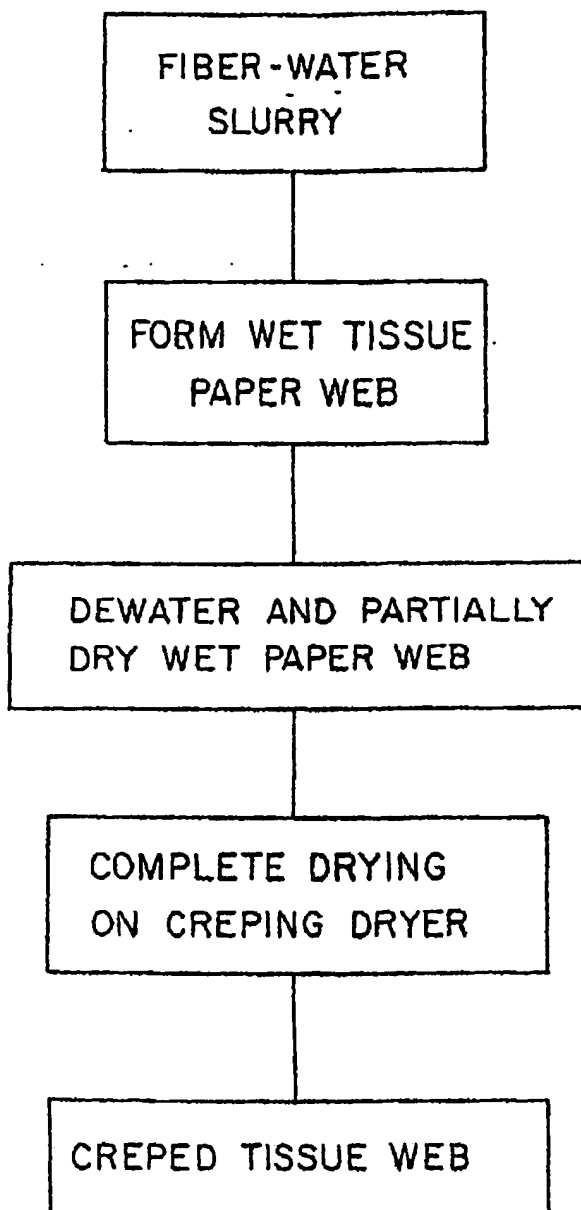 FIBER-WATER
SLURRY
FORM WET TISSUE
PAPER WEB
DEWATER AND PARTIALLY
DRY WET PAPER WEB
COMPLETE DRYING
ON CREPING DRYER
CREPED TISSUE WEB